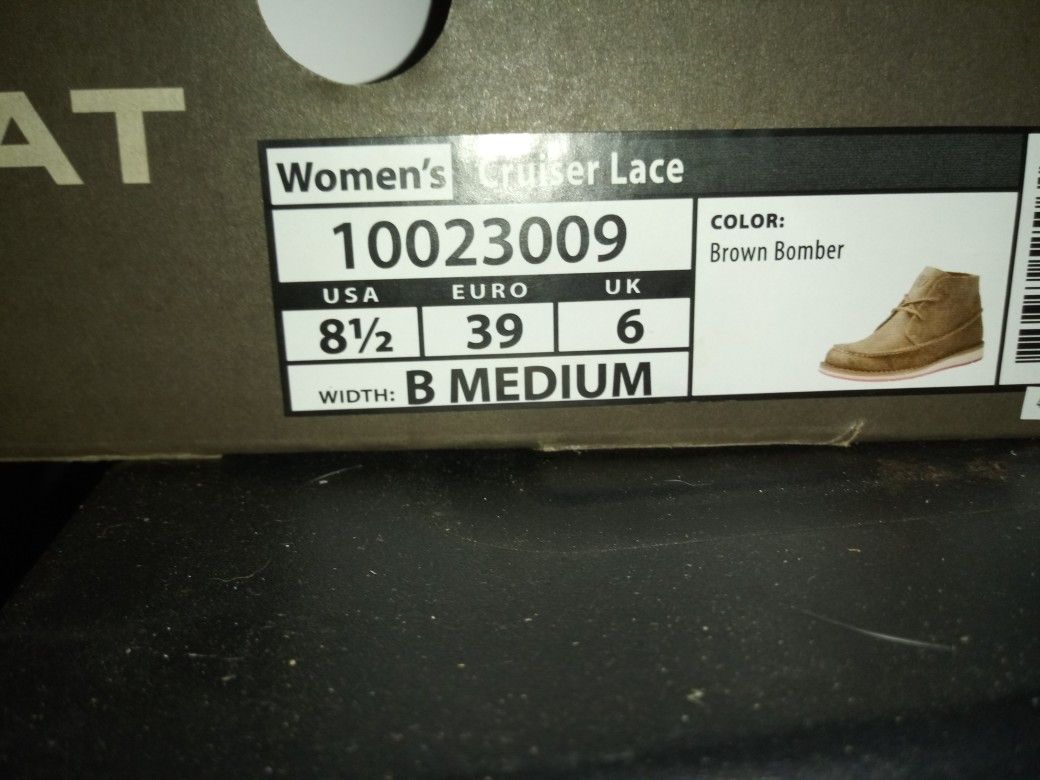 AT
Women's Cruiser Lace
10023009
COLOR:
Brown Bomber
USA EURO UK
8½ 39 6
WIDTH: B MEDIUM